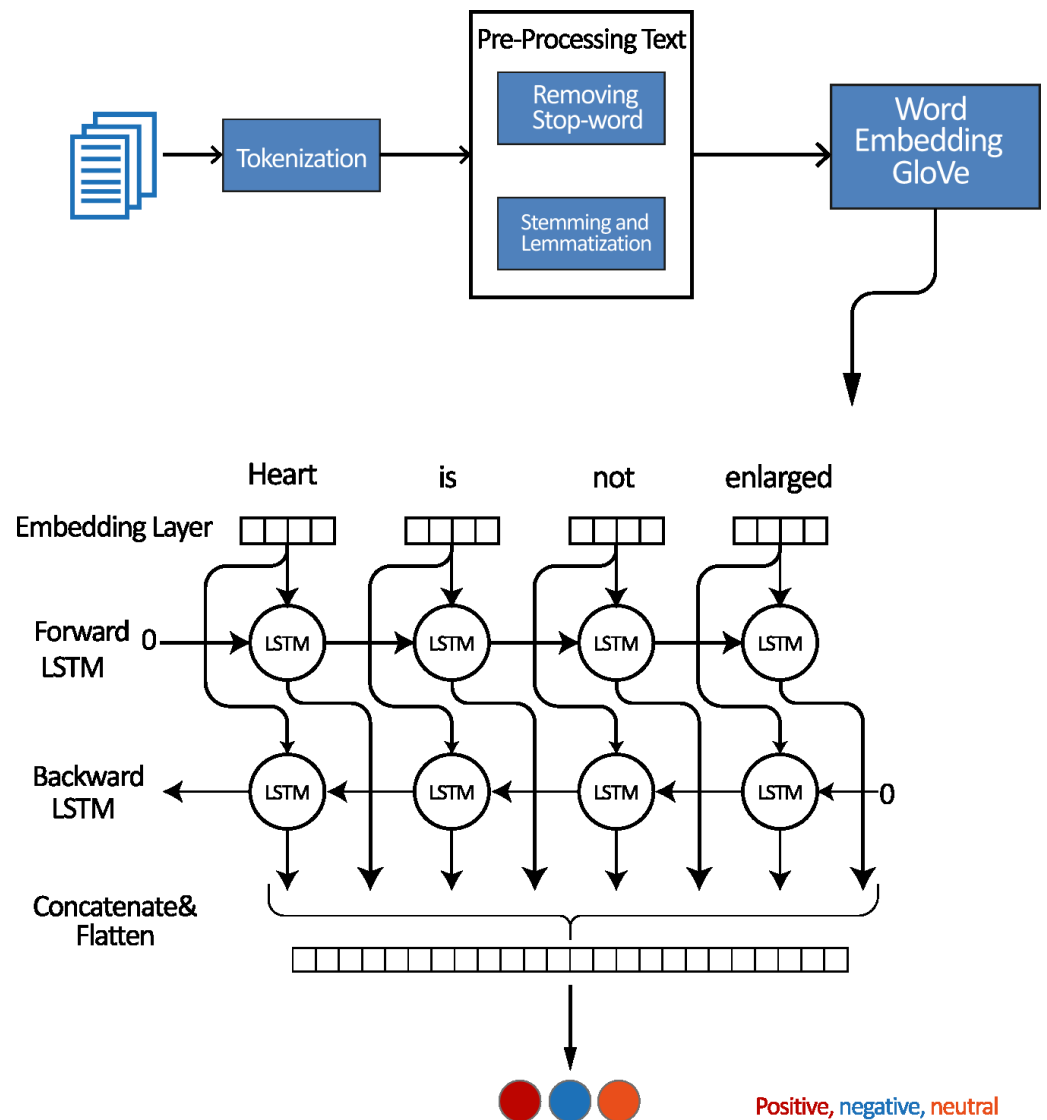 Pre-Processing Text
Tokenization
Removing
Stop-word
Stemming and
Lemmatization
Word
Embedding
GloVe
Heart is not enlarged
Embedding Layer
Forward 0
LSTM
LSTM LSTM LSTM LSTM
Backward
LSTM
LSTM LSTM LSTM LSTM 0
Concatenate&
Flatten
Positive, negative, neutral